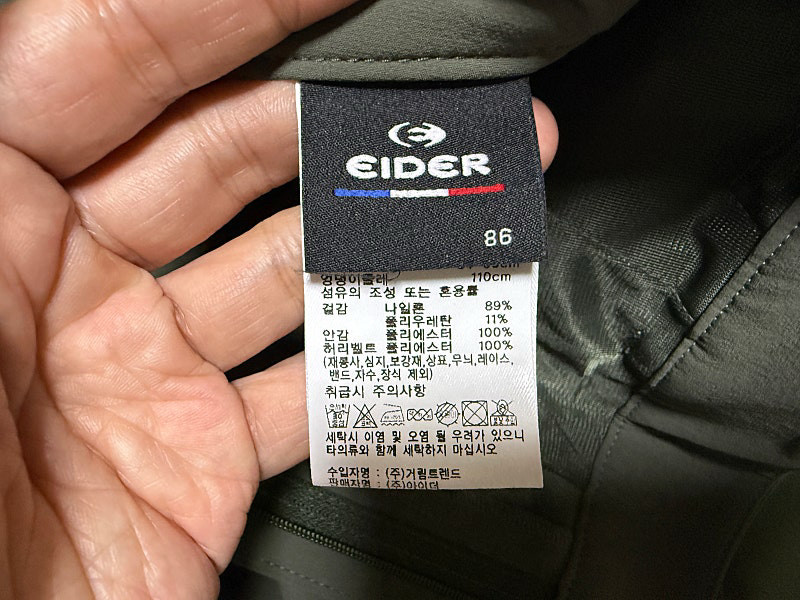 EIDER
86
엉덩이둘레 110cm
섬유의 조성 또는 혼용률
겉감 나일론 89%
폴리우레탄 11%
안감 폴리에스터 100%
허리벨트 폴리에스터 100%
(재봉사,심지,보강재,상표,무늬,레이스,
밴드,자수,장식 제외)
취급시 주의사항
세탁시 이염 및 오염 될 우려가 있으니
타의류와 함께 세탁하지 마십시오
수입자명 : (주)거림트렌드
판매자명 : (주)아이더